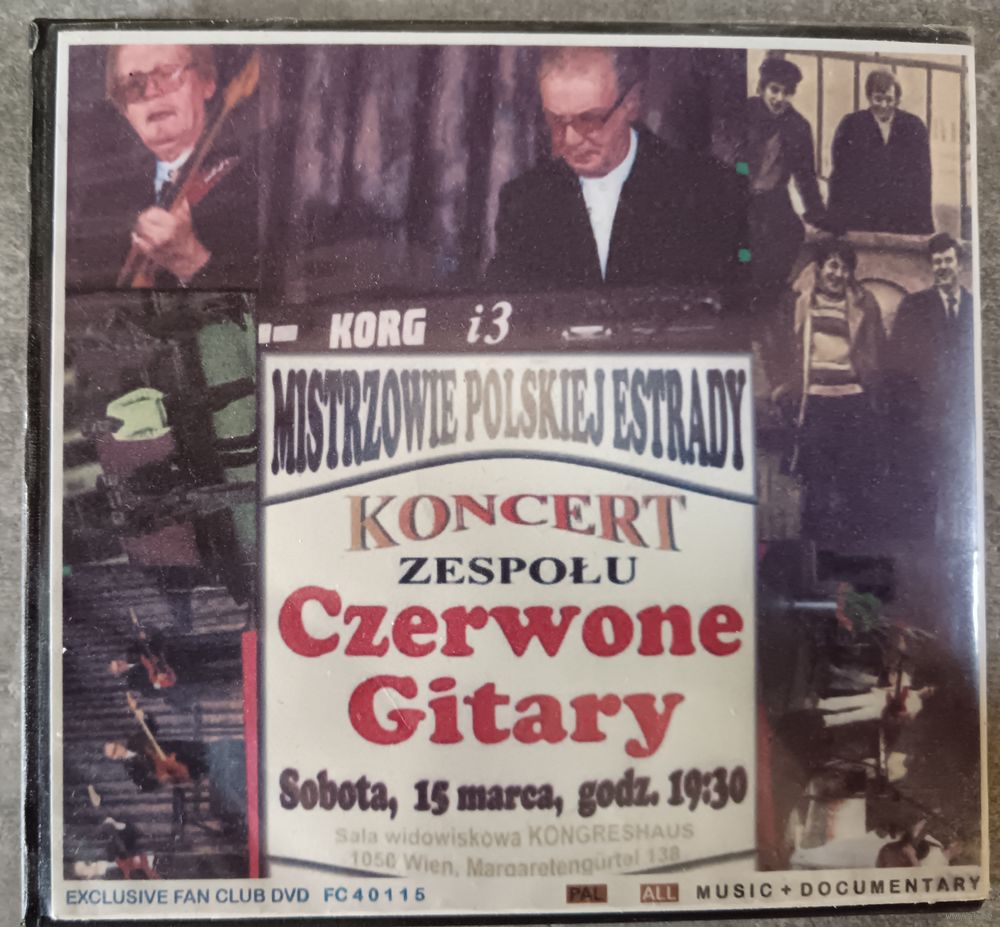 KORG i3
MISTRZOWIE POLSKIEJ ESTRADY
KONCERT
ZESPOŁU
Czerwone
Gitary
Sobota, 15 marca, godz. 19:30
Sala widowiskowa KONGRESHAUS
1050 Wien, Margaretengürtel 138
EXCLUSIVE FAN CLUB DVD FC40115 PAL ALL MUSIC + DOCUMENTARY